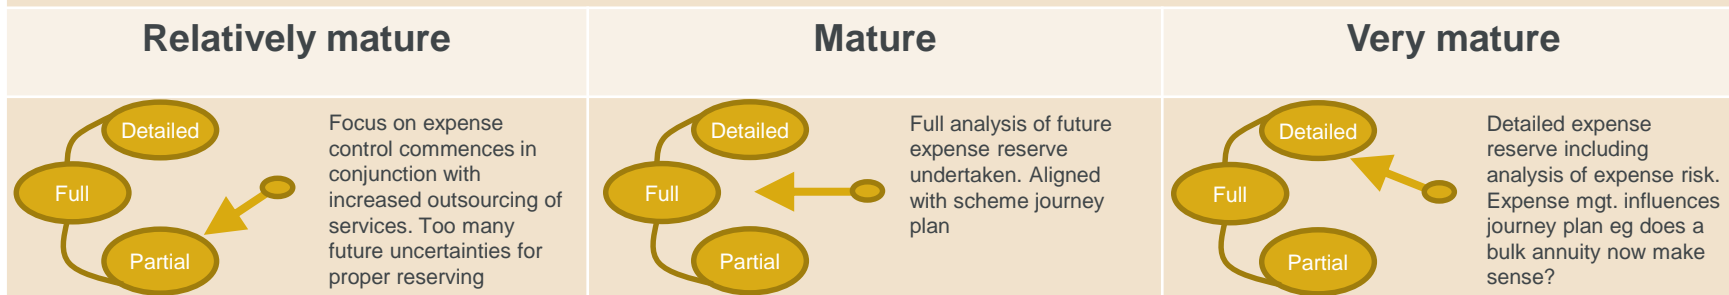 Relatively mature
Mature
Very mature
Detailed
Full
Partial
Focus on expense
control commences in
conjunction with
increased outsourcing of
services. Too many
future uncertainties for
proper reserving
Detailed
Full
Partial
Full analysis of future
expense reserve
undertaken. Aligned
with scheme journey
plan
Detailed
Full
Partial
Detailed expense
reserve including
analysis of expense risk.
Expense mgt. influences
journey plan eg does a
bulk annuity now make
sense?